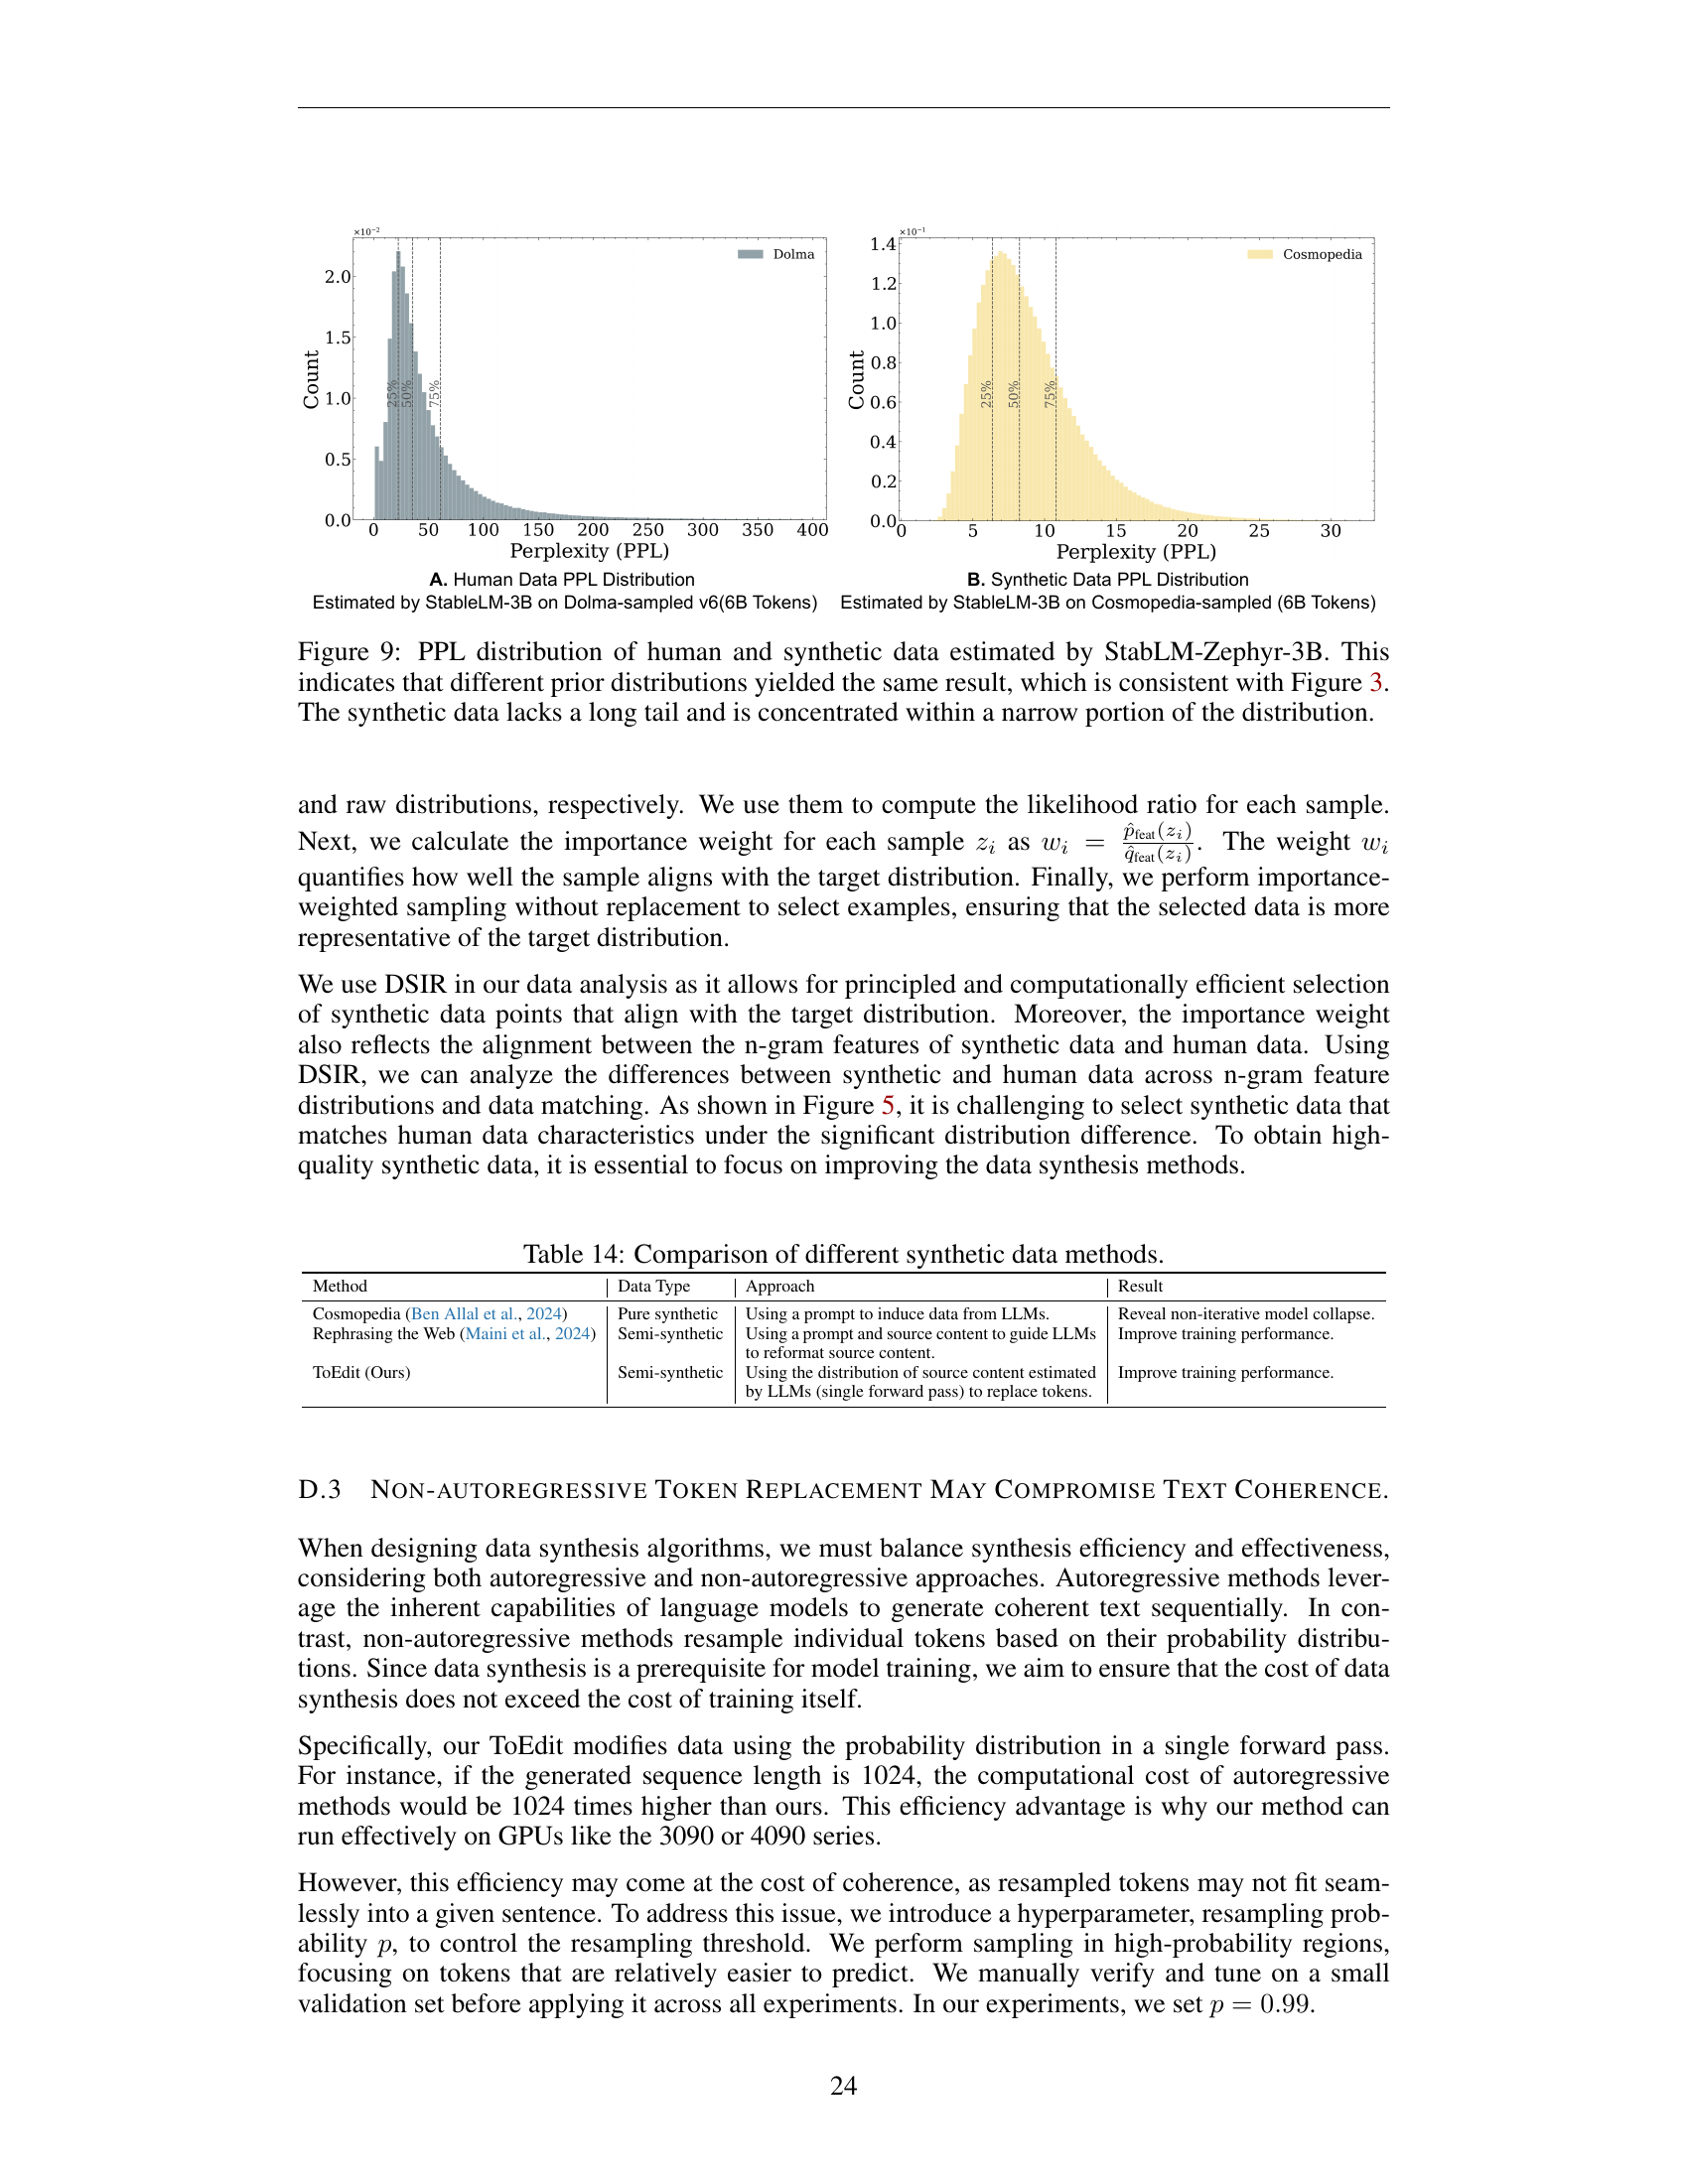 ×10⁻²
Dolma
Count
2.0
1.5
1.0
0.5
0.0
25%
50%
75%
0 50 100 150 200 250 300 350 400
Perplexity (PPL)
A. Human Data PPL Distribution
Estimated by StableLM-3B on Dolma-sampled v6(6B Tokens)
×10⁻¹
Cosmopedia
Count
1.4
1.2
1.0
0.8
0.6
0.4
0.2
0.0
25%
50%
75%
0 5 10 15 20 25 30
Perplexity (PPL)
B. Synthetic Data PPL Distribution
Estimated by StableLM-3B on Cosmopedia-sampled (6B Tokens)
Figure 9: PPL distribution of human and synthetic data estimated by StabLM-Zephyr-3B. This
indicates that different prior distributions yielded the same result, which is consistent with Figure 3.
The synthetic data lacks a long tail and is concentrated within a narrow portion of the distribution.
and raw distributions, respectively. We use them to compute the likelihood ratio for each sample.
Next, we calculate the importance weight for each sample z_i as w_i = p̂_feat(z_i) / q̂_feat(z_i). The weight w_i
quantifies how well the sample aligns with the target distribution. Finally, we perform importance-
weighted sampling without replacement to select examples, ensuring that the selected data is more
representative of the target distribution.
We use DSIR in our data analysis as it allows for principled and computationally efficient selection
of synthetic data points that align with the target distribution. Moreover, the importance weight
also reflects the alignment between the n-gram features of synthetic data and human data. Using
DSIR, we can analyze the differences between synthetic and human data across n-gram feature
distributions and data matching. As shown in Figure 5, it is challenging to select synthetic data that
matches human data characteristics under the significant distribution difference. To obtain high-
quality synthetic data, it is essential to focus on improving the data synthesis methods.
Table 14: Comparison of different synthetic data methods.
Method Data Type Approach Result
Cosmopedia (Ben Allal et al., 2024) Pure synthetic Using a prompt to induce data from LLMs. Reveal non-iterative model collapse.
Rephrasing the Web (Maini et al., 2024) Semi-synthetic Using a prompt and source content to guide LLMs Improve training performance.
to reformat source content.
ToEdit (Ours) Semi-synthetic Using the distribution of source content estimated Improve training performance.
by LLMs (single forward pass) to replace tokens.
D.3 NON-AUTOREGRESSIVE TOKEN REPLACEMENT MAY COMPROMISE TEXT COHERENCE.
When designing data synthesis algorithms, we must balance synthesis efficiency and effectiveness,
considering both autoregressive and non-autoregressive approaches. Autoregressive methods lever-
age the inherent capabilities of language models to generate coherent text sequentially. In con-
trast, non-autoregressive methods resample individual tokens based on their probability distribu-
tions. Since data synthesis is a prerequisite for model training, we aim to ensure that the cost of data
synthesis does not exceed the cost of training itself.
Specifically, our ToEdit modifies data using the probability distribution in a single forward pass.
For instance, if the generated sequence length is 1024, the computational cost of autoregressive
methods would be 1024 times higher than ours. This efficiency advantage is why our method can
run effectively on GPUs like the 3090 or 4090 series.
However, this efficiency may come at the cost of coherence, as resampled tokens may not fit seam-
lessly into a given sentence. To address this issue, we introduce a hyperparameter, resampling prob-
ability p, to control the resampling threshold. We perform sampling in high-probability regions,
focusing on tokens that are relatively easier to predict. We manually verify and tune on a small
validation set before applying it across all experiments. In our experiments, we set p = 0.99.
24